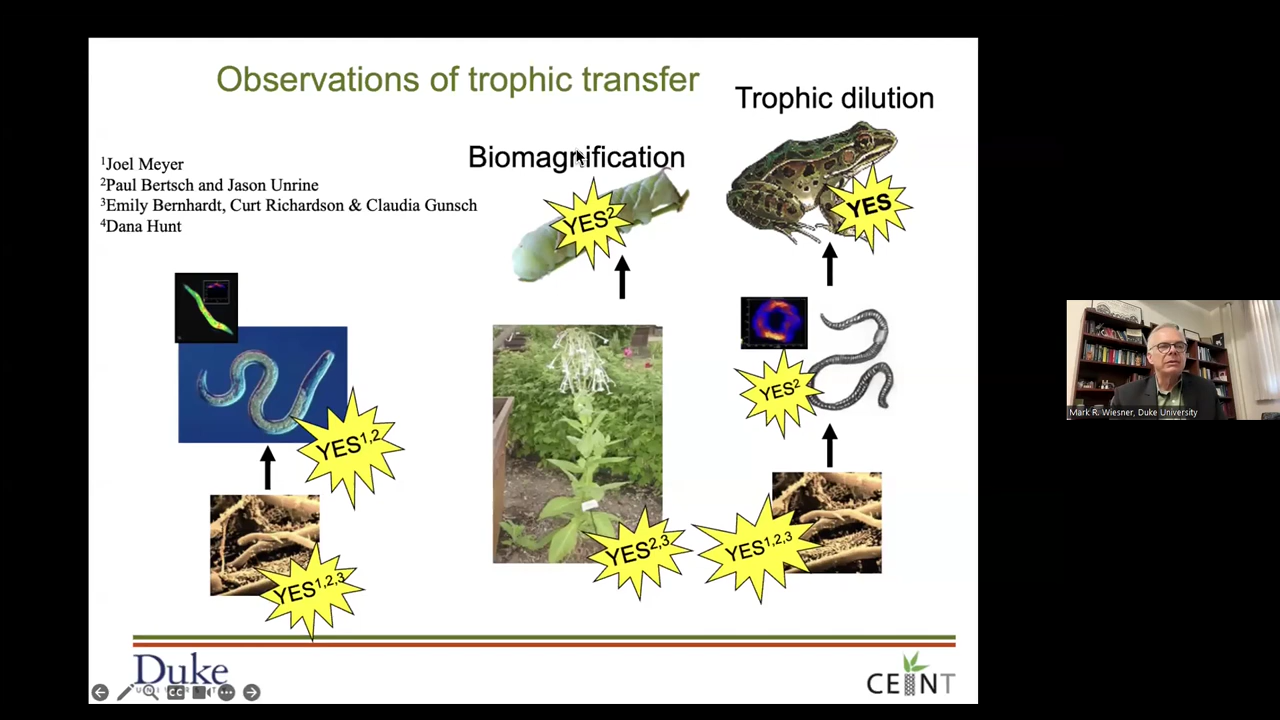 Observations of trophic transfer
Trophic dilution
Biomagnification
¹Joel Meyer
²Paul Bertsch and Jason Unrine
³Emily Bernhardt, Curt Richardson & Claudia Gunsch
⁴Dana Hunt
YES²
YES
YES²
YES¹,²
YES²,³
YES¹,²,³
YES¹,²,³
Mark R. Wiesner, Duke University
Duke
CEINT
CC